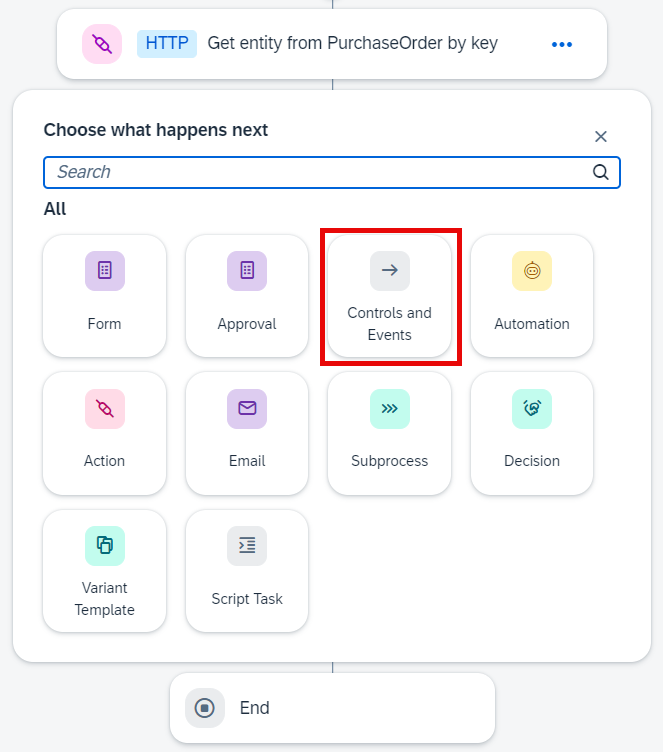 HTTP Get entity from PurchaseOrder by key
Choose what happens next
Search
All
Form
Approval
Controls and
Events
Automation
Action
Email
Subprocess
Decision
Variant
Template
Script Task
End